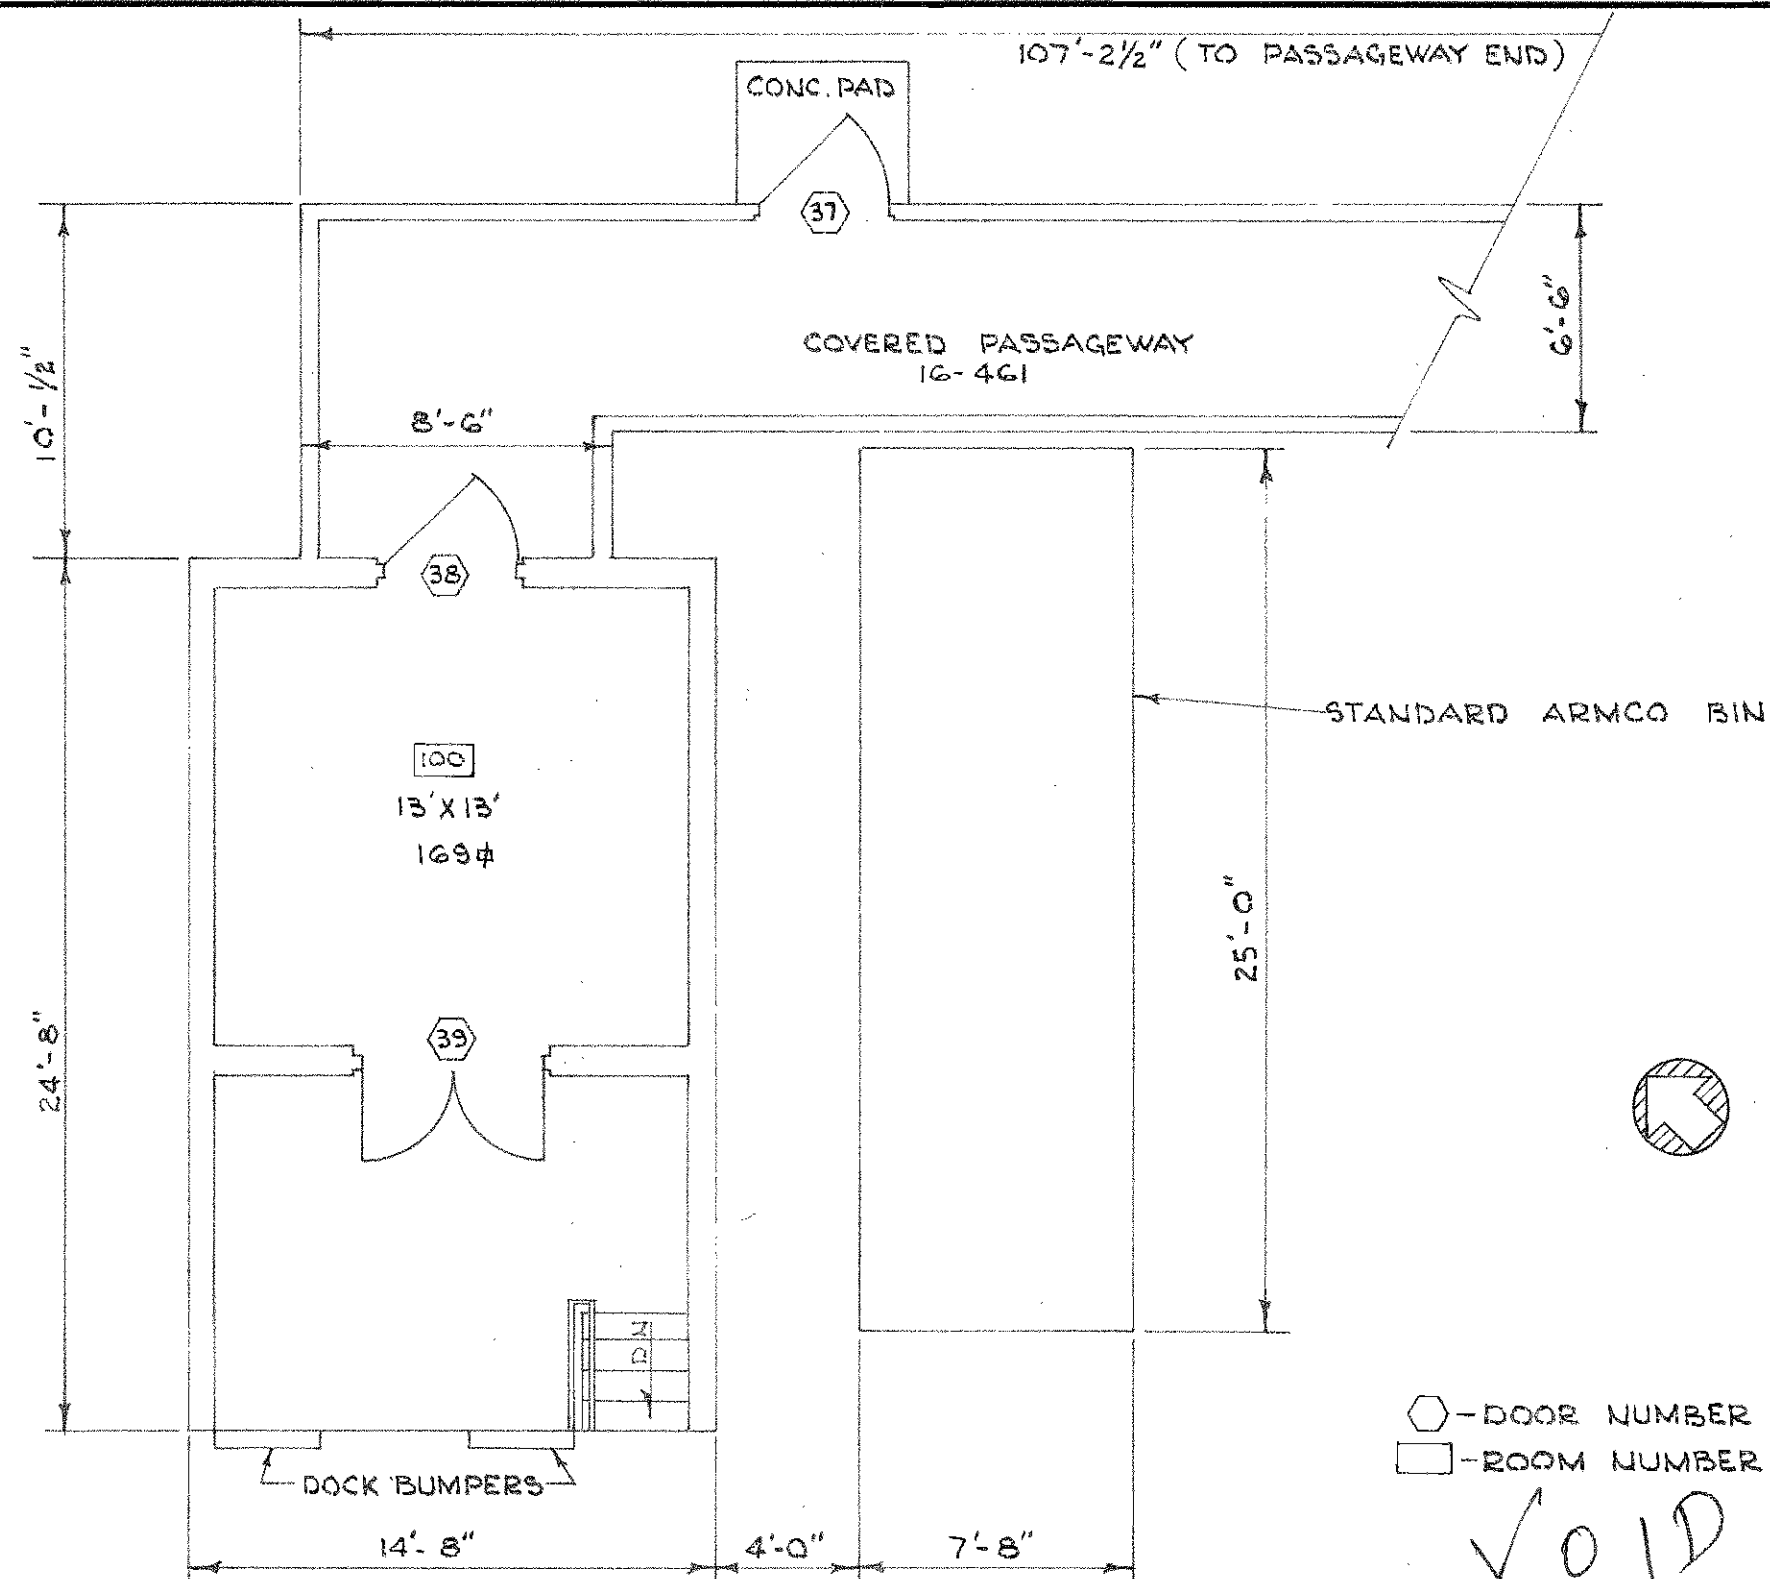 107'-2½" (TO PASSAGEWAY END)
CONC. PAD
37
10'-½"
6'-6"
COVERED PASSAGEWAY
16-461
8'-6"
38
STANDARD ARMCO BIN
100
13' X 13'
169⌗
25'-0"
39
24'-8"
DN
-DOOR NUMBER
-ROOM NUMBER
DOCK BUMPERS
VOID
14'-8"
4'-0"
7'-8"